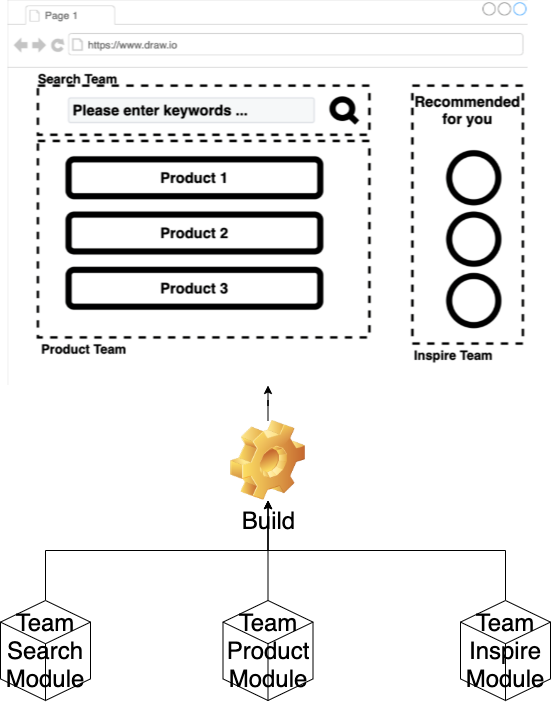 Page 1
https://www.draw.io
Search Team
Please enter keywords ...
Recommended
for you
Product 1
Product 2
Product 3
Product Team
Inspire Team
Build
Team
Search
Module
Team
Product
Module
Team
Inspire
Module